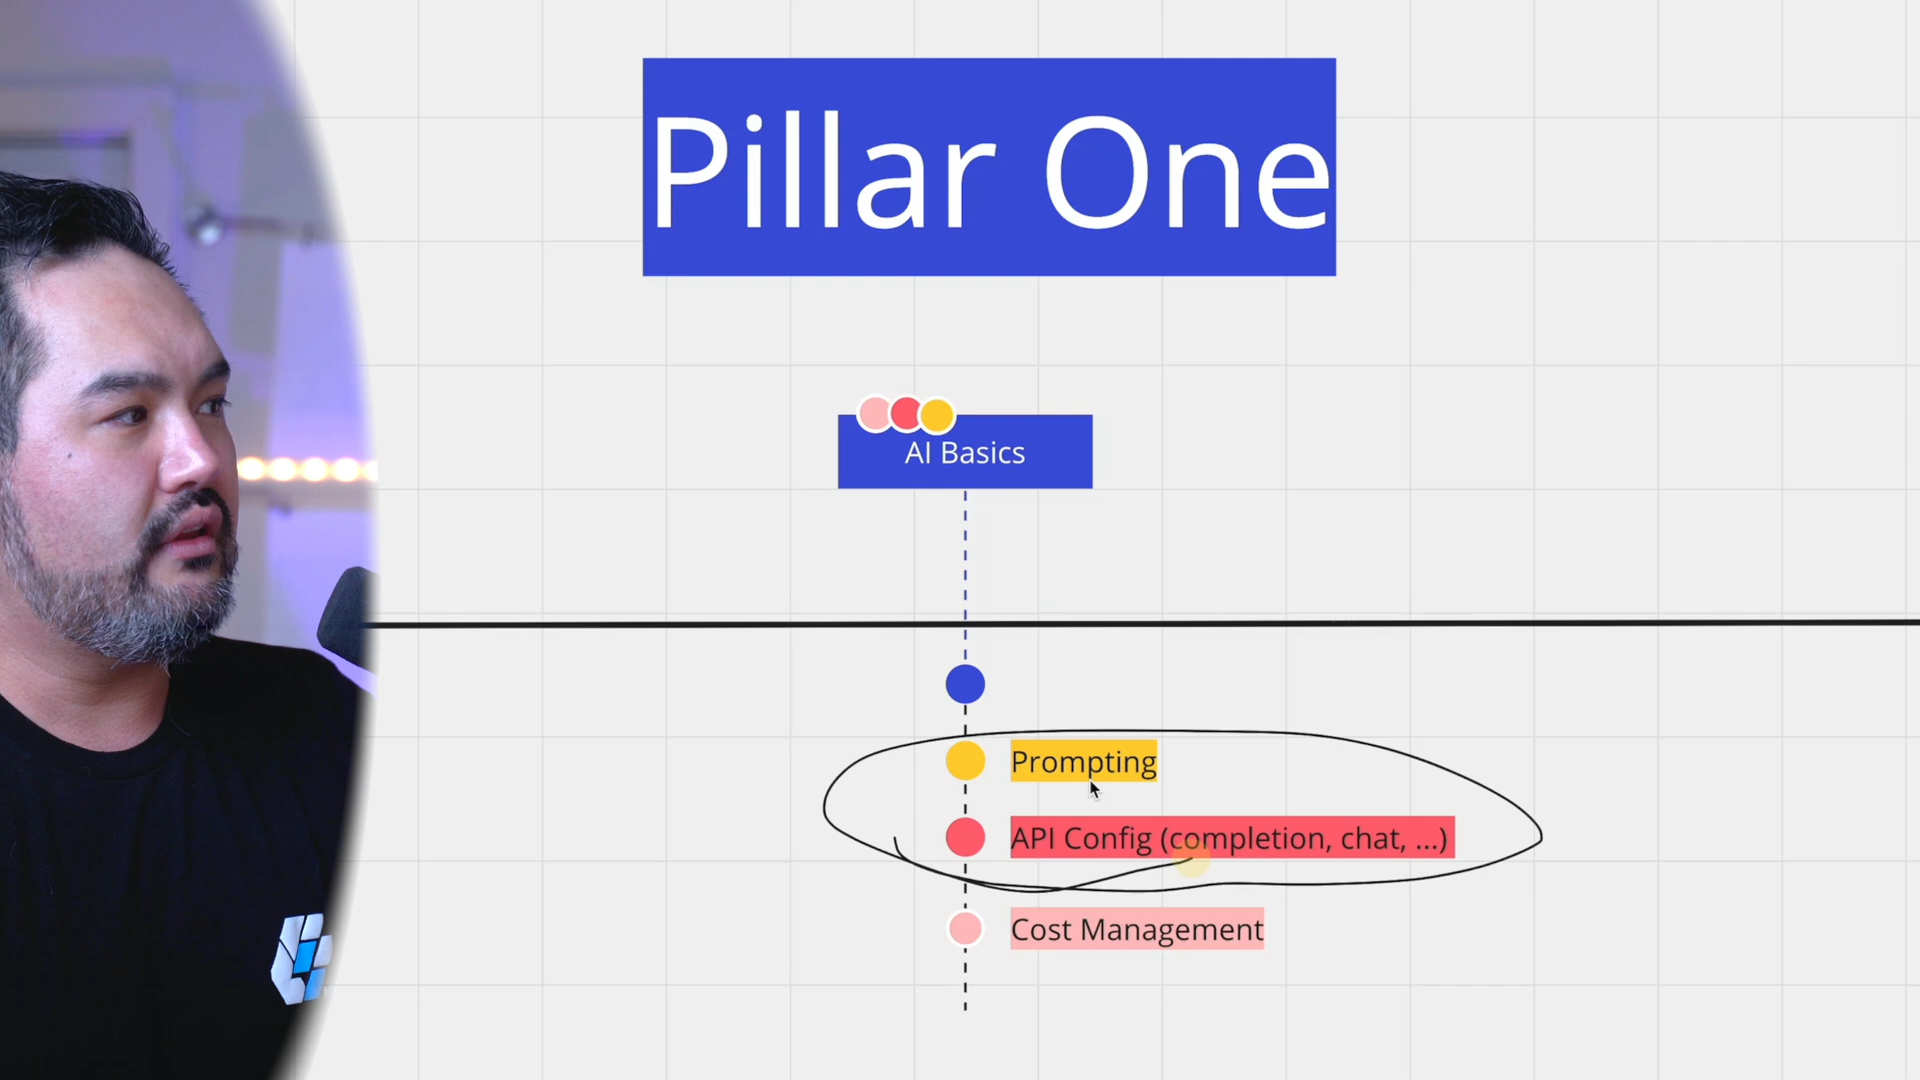 Pillar One
AI Basics
Prompting
API Config (completion, chat, ...)
Cost Management